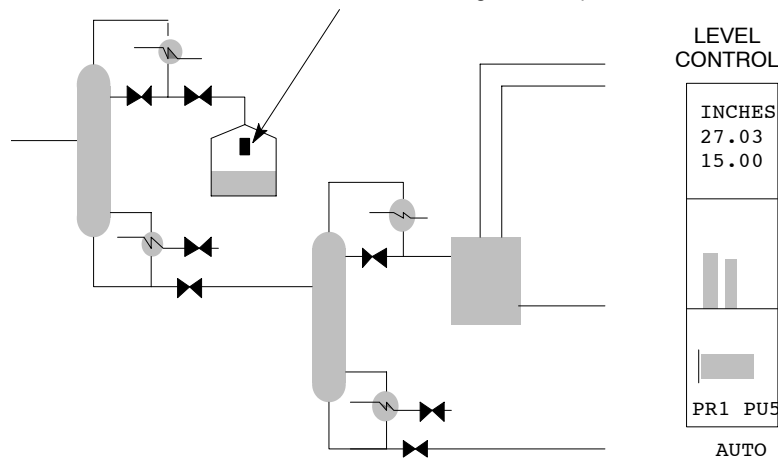 LEVEL
CONTROL
INCHES
27.03
15.00
PR1 PU5
AUTO